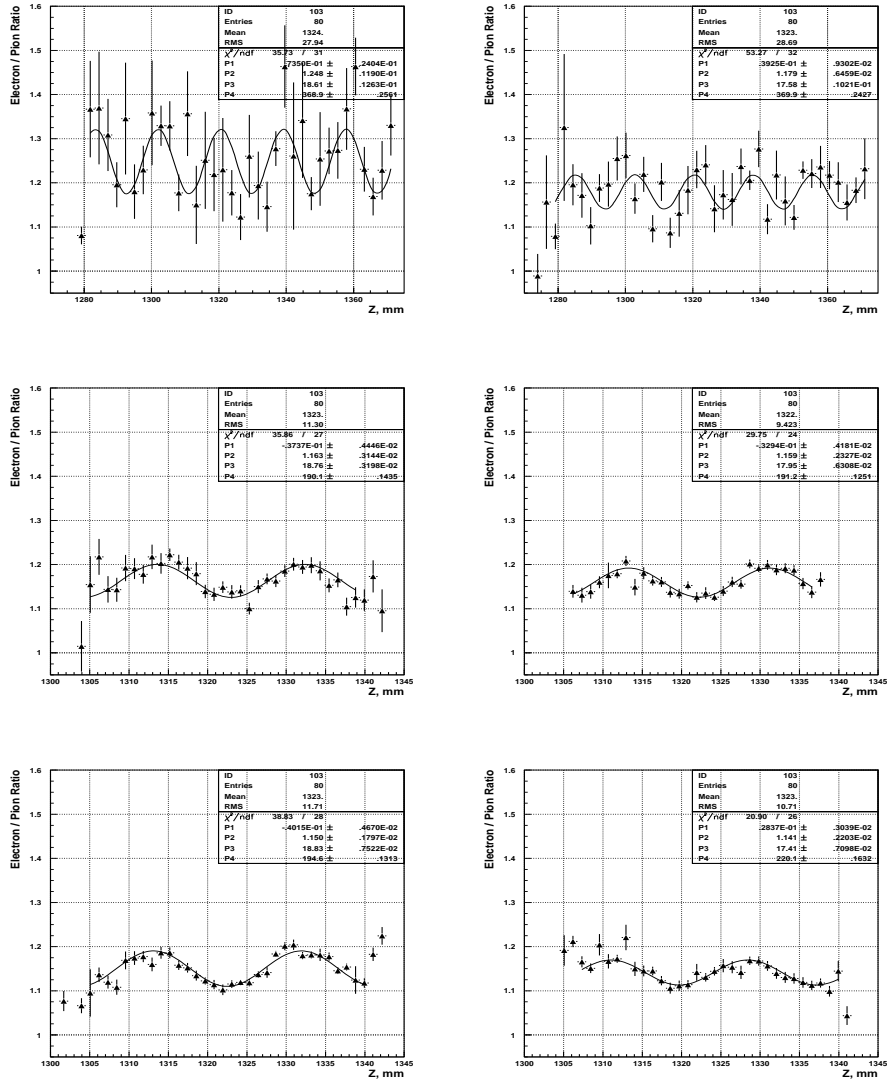 Electron / Pion Ratio
ID 103
Entries 80
Mean 1324.
RMS 27.94
χ²/ndf 35.73 / 31
P1 .7350E-01 ± .2404E-01
P2 1.248 ± .1190E-01
P3 18.61 ± .1263E-01
P4 368.9 ± .2561
1.6
1.5
1.4
1.3
1.2
1.1
1
1280 1300 1320 1340 1360
Z, mm
Electron / Pion Ratio
ID 103
Entries 80
Mean 1323.
RMS 28.69
χ²/ndf 53.27 / 32
P1 .3925E-01 ± .9302E-02
P2 1.179 ± .6459E-02
P3 17.58 ± .1021E-01
P4 369.9 ± .2427
1.6
1.5
1.4
1.3
1.2
1.1
1
1280 1300 1320 1340 1360
Z, mm
Electron / Pion Ratio
ID 103
Entries 80
Mean 1323.
RMS 11.30
χ²/ndf 35.86 / 27
P1 -.3737E-01 ± .4446E-02
P2 1.163 ± .3144E-02
P3 18.76 ± .3198E-02
P4 190.1 ± .1435
1.6
1.5
1.4
1.3
1.2
1.1
1
1300 1305 1310 1315 1320 1325 1330 1335 1340 1345
Z, mm
Electron / Pion Ratio
ID 103
Entries 80
Mean 1322.
RMS 9.423
χ²/ndf 29.75 / 24
P1 -.3294E-01 ± .4181E-02
P2 1.159 ± .2327E-02
P3 17.95 ± .6308E-02
P4 191.2 ± .1251
1.6
1.5
1.4
1.3
1.2
1.1
1
1300 1305 1310 1315 1320 1325 1330 1335 1340 1345
Z, mm
Electron / Pion Ratio
ID 103
Entries 80
Mean 1323.
RMS 11.71
χ²/ndf 38.83 / 28
P1 -.4015E-01 ± .4670E-02
P2 1.150 ± .1797E-02
P3 18.83 ± .7522E-02
P4 194.6 ± .1313
1.6
1.5
1.4
1.3
1.2
1.1
1
1300 1305 1310 1315 1320 1325 1330 1335 1340 1345
Z, mm
Electron / Pion Ratio
ID 103
Entries 80
Mean 1323.
RMS 10.71
χ²/ndf 20.90 / 26
P1 .2837E-01 ± .3039E-02
P2 1.141 ± .2203E-02
P3 17.41 ± .7098E-02
P4 220.1 ± .1632
1.6
1.5
1.4
1.3
1.2
1.1
1
1300 1305 1310 1315 1320 1325 1330 1335 1340 1345
Z, mm